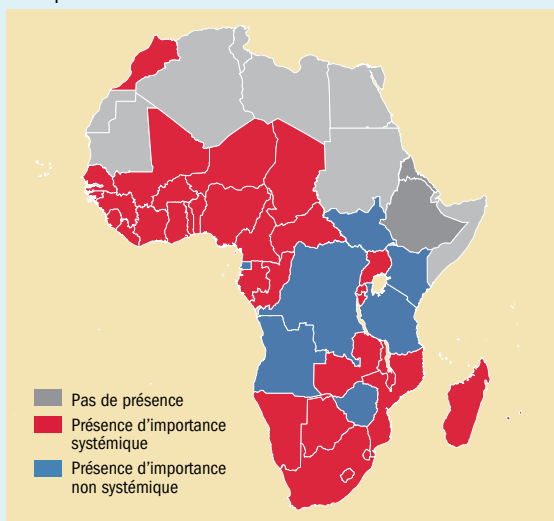 Pas de présence
Présence d'importance
systémique
Présence d'importance
non systémique